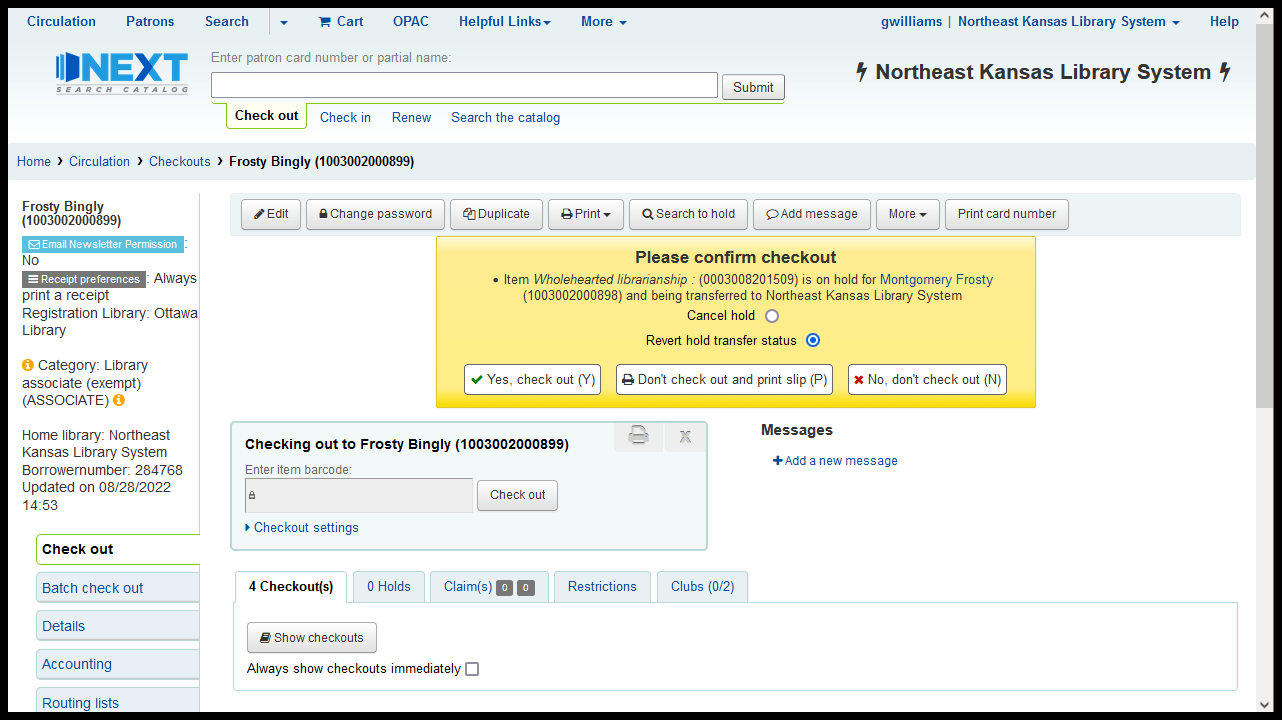 Circulation Patrons Search Cart OPAC Helpful Links More gwilliams | Northeast Kansas Library System Help
NEXT
SEARCH CATALOG
Enter patron card number or partial name:
Submit
Northeast Kansas Library System
Check out Check in Renew Search the catalog
Home › Circulation › Checkouts › Frosty Bingly (1003002000899)
Frosty Bingly
(1003002000899)
Email Newsletter Permission :
No
Receipt preferences : Always
print a receipt
Registration Library: Ottawa
Library
Category: Library
associate (exempt)
(ASSOCIATE)
Home library: Northeast
Kansas Library System
Borrowernumber: 284768
Updated on 08/28/2022
14:53
Check out
Batch check out
Details
Accounting
Routing lists
Edit Change password Duplicate Print Search to hold Add message More Print card number
Please confirm checkout
• Item Wholehearted librarianship : (0003008201509) is on hold for Montgomery Frosty
(1003002000898) and being transferred to Northeast Kansas Library System
Cancel hold
Revert hold transfer status
Yes, check out (Y) Don't check out and print slip (P) No, don't check out (N)
Checking out to Frosty Bingly (1003002000899)
X
Enter item barcode:
Check out
Checkout settings
Messages
Add a new message
4 Checkout(s) 0 Holds Claim(s) 0 0 Restrictions Clubs (0/2)
Show checkouts
Always show checkouts immediately